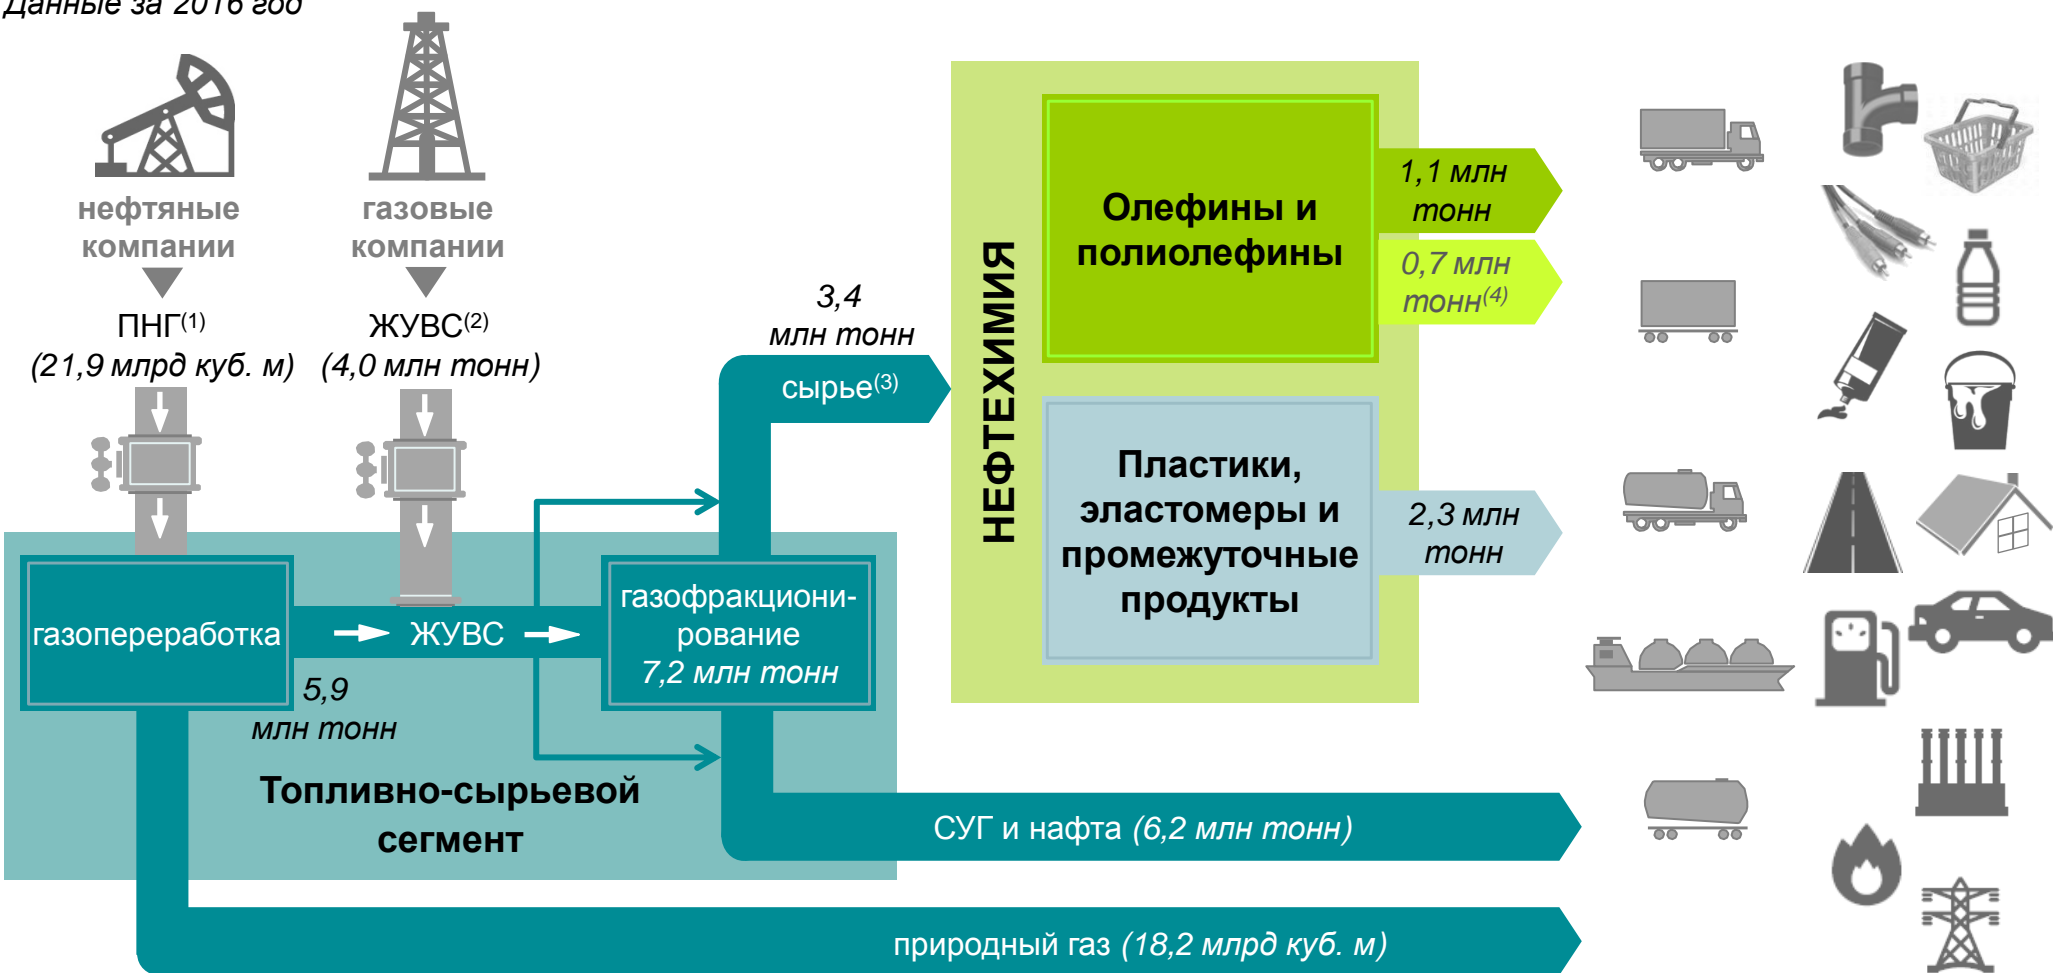 Данные за 2016 год
нефтяные
компании
газовые
компании
ПНГ(1)
(21,9 млрд куб. м)
ЖУВС(2)
(4,0 млн тонн)
3,4
млн тонн
сырье(3)
НЕФТЕХИМИЯ
Олефины и
полиолефины
1,1 млн
тонн
0,7 млн
тонн(4)
Пластики,
эластомеры и
промежуточные
продукты
2,3 млн
тонн
газопереработка
ЖУВС
газофракциони-
рование
7,2 млн тонн
5,9
млн тонн
Топливно-сырьевой
сегмент
СУГ и нафта (6,2 млн тонн)
природный газ (18,2 млрд куб. м)